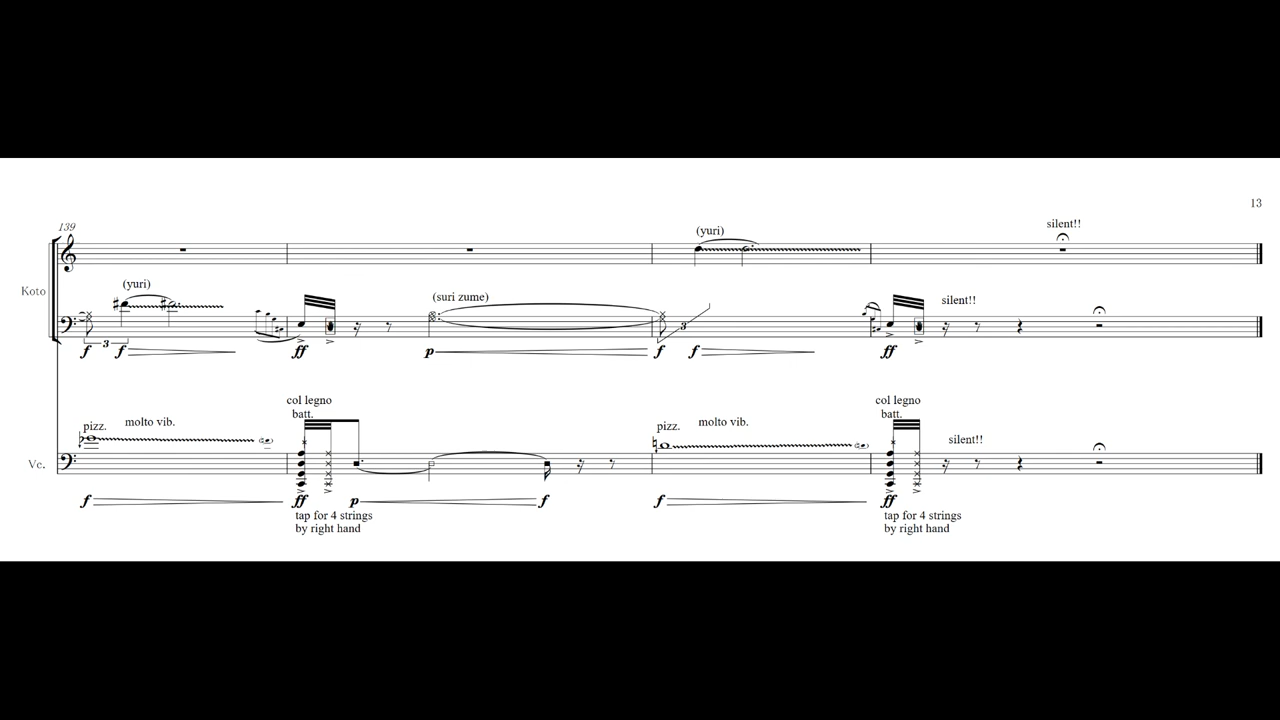 13
139
silent!!
(yuri)
(yuri)
Koto
(suri zume)
silent!!
3
3
f f ff p f f ff
col legno
batt.
col legno
batt.
pizz. molto vib.
pizz. molto vib.
silent!!
Vc.
f ff p f f ff
tap for 4 strings
by right hand
tap for 4 strings
by right hand